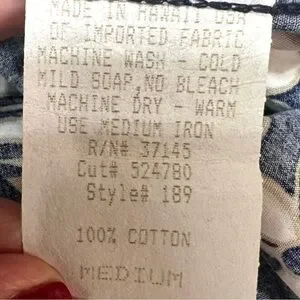 MADE IN HAWAII USA
OF IMPORTED FABRIC
MACHINE WASH - COLD
MILD SOAP,NO BLEACH
MACHINE DRY - WARM
USE MEDIUM IRON
R/N# 37145
Cut# 524780
Style# 189
100% COTTON
MEDIUM